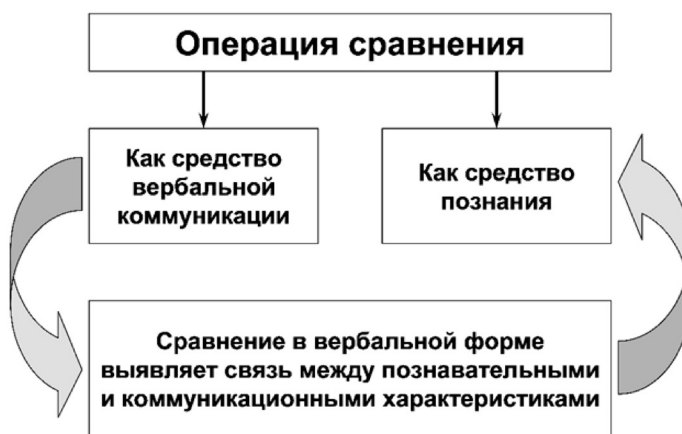 Операция сравнения
Как средство
вербальной
коммуникации
Как средство
познания
Сравнение в вербальной форме
выявляет связь между познавательными
и коммуникационными характеристиками